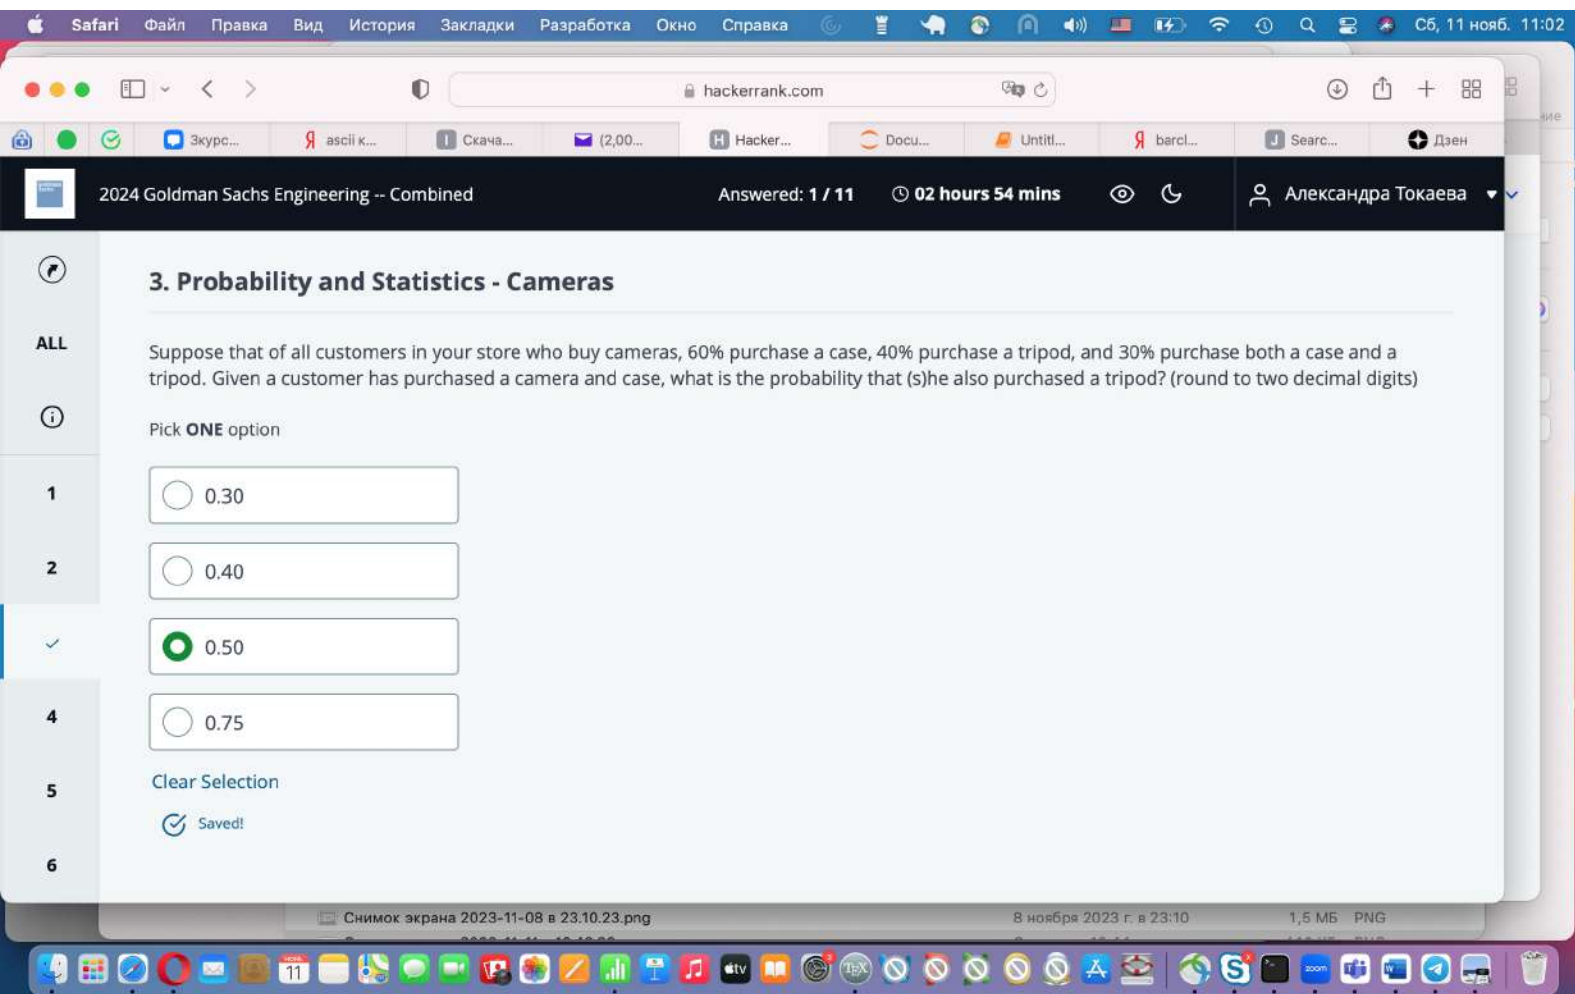 Safari Файл Правка Вид История Закладки Разработка Окно Справка Сб, 11 нояб. 11:02
hackerrank.com
Экурс... ascii к... Скача... (2,00... Hacker... Docu... Untitl... barcl... Searc... Дзен
2024 Goldman Sachs Engineering -- Combined Answered: 1 / 11 02 hours 54 mins Александра Токаева
3. Probability and Statistics - Cameras
ALL
Suppose that of all customers in your store who buy cameras, 60% purchase a case, 40% purchase a tripod, and 30% purchase both a case and a
tripod. Given a customer has purchased a camera and case, what is the probability that (s)he also purchased a tripod? (round to two decimal digits)
Pick ONE option
1
0.30
2
0.40
0.50
4
0.75
Clear Selection
5
Saved!
6
Снимок экрана 2023-11-08 в 23.10.23.png 8 ноября 2023 г. в 23:10 1,5 МБ PNG
11 tv zoom